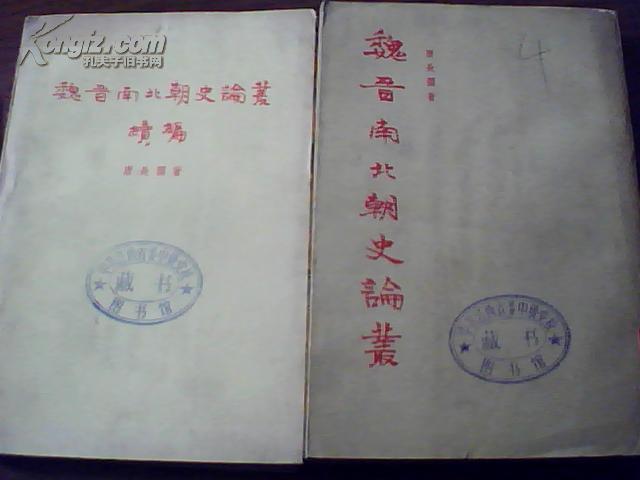 Kongfz.com
孔夫子旧书网
魏晉南北朝史論叢
續編
唐長孺著
藏书
图书馆
魏晉南北朝史論叢
唐長孺著
4
藏书
图书馆